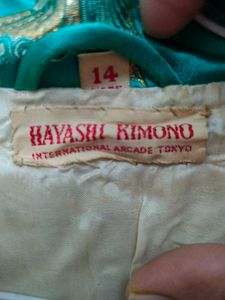 14
HAYASHI KIMONO
INTERNATIONAL ARCADE TOKYO